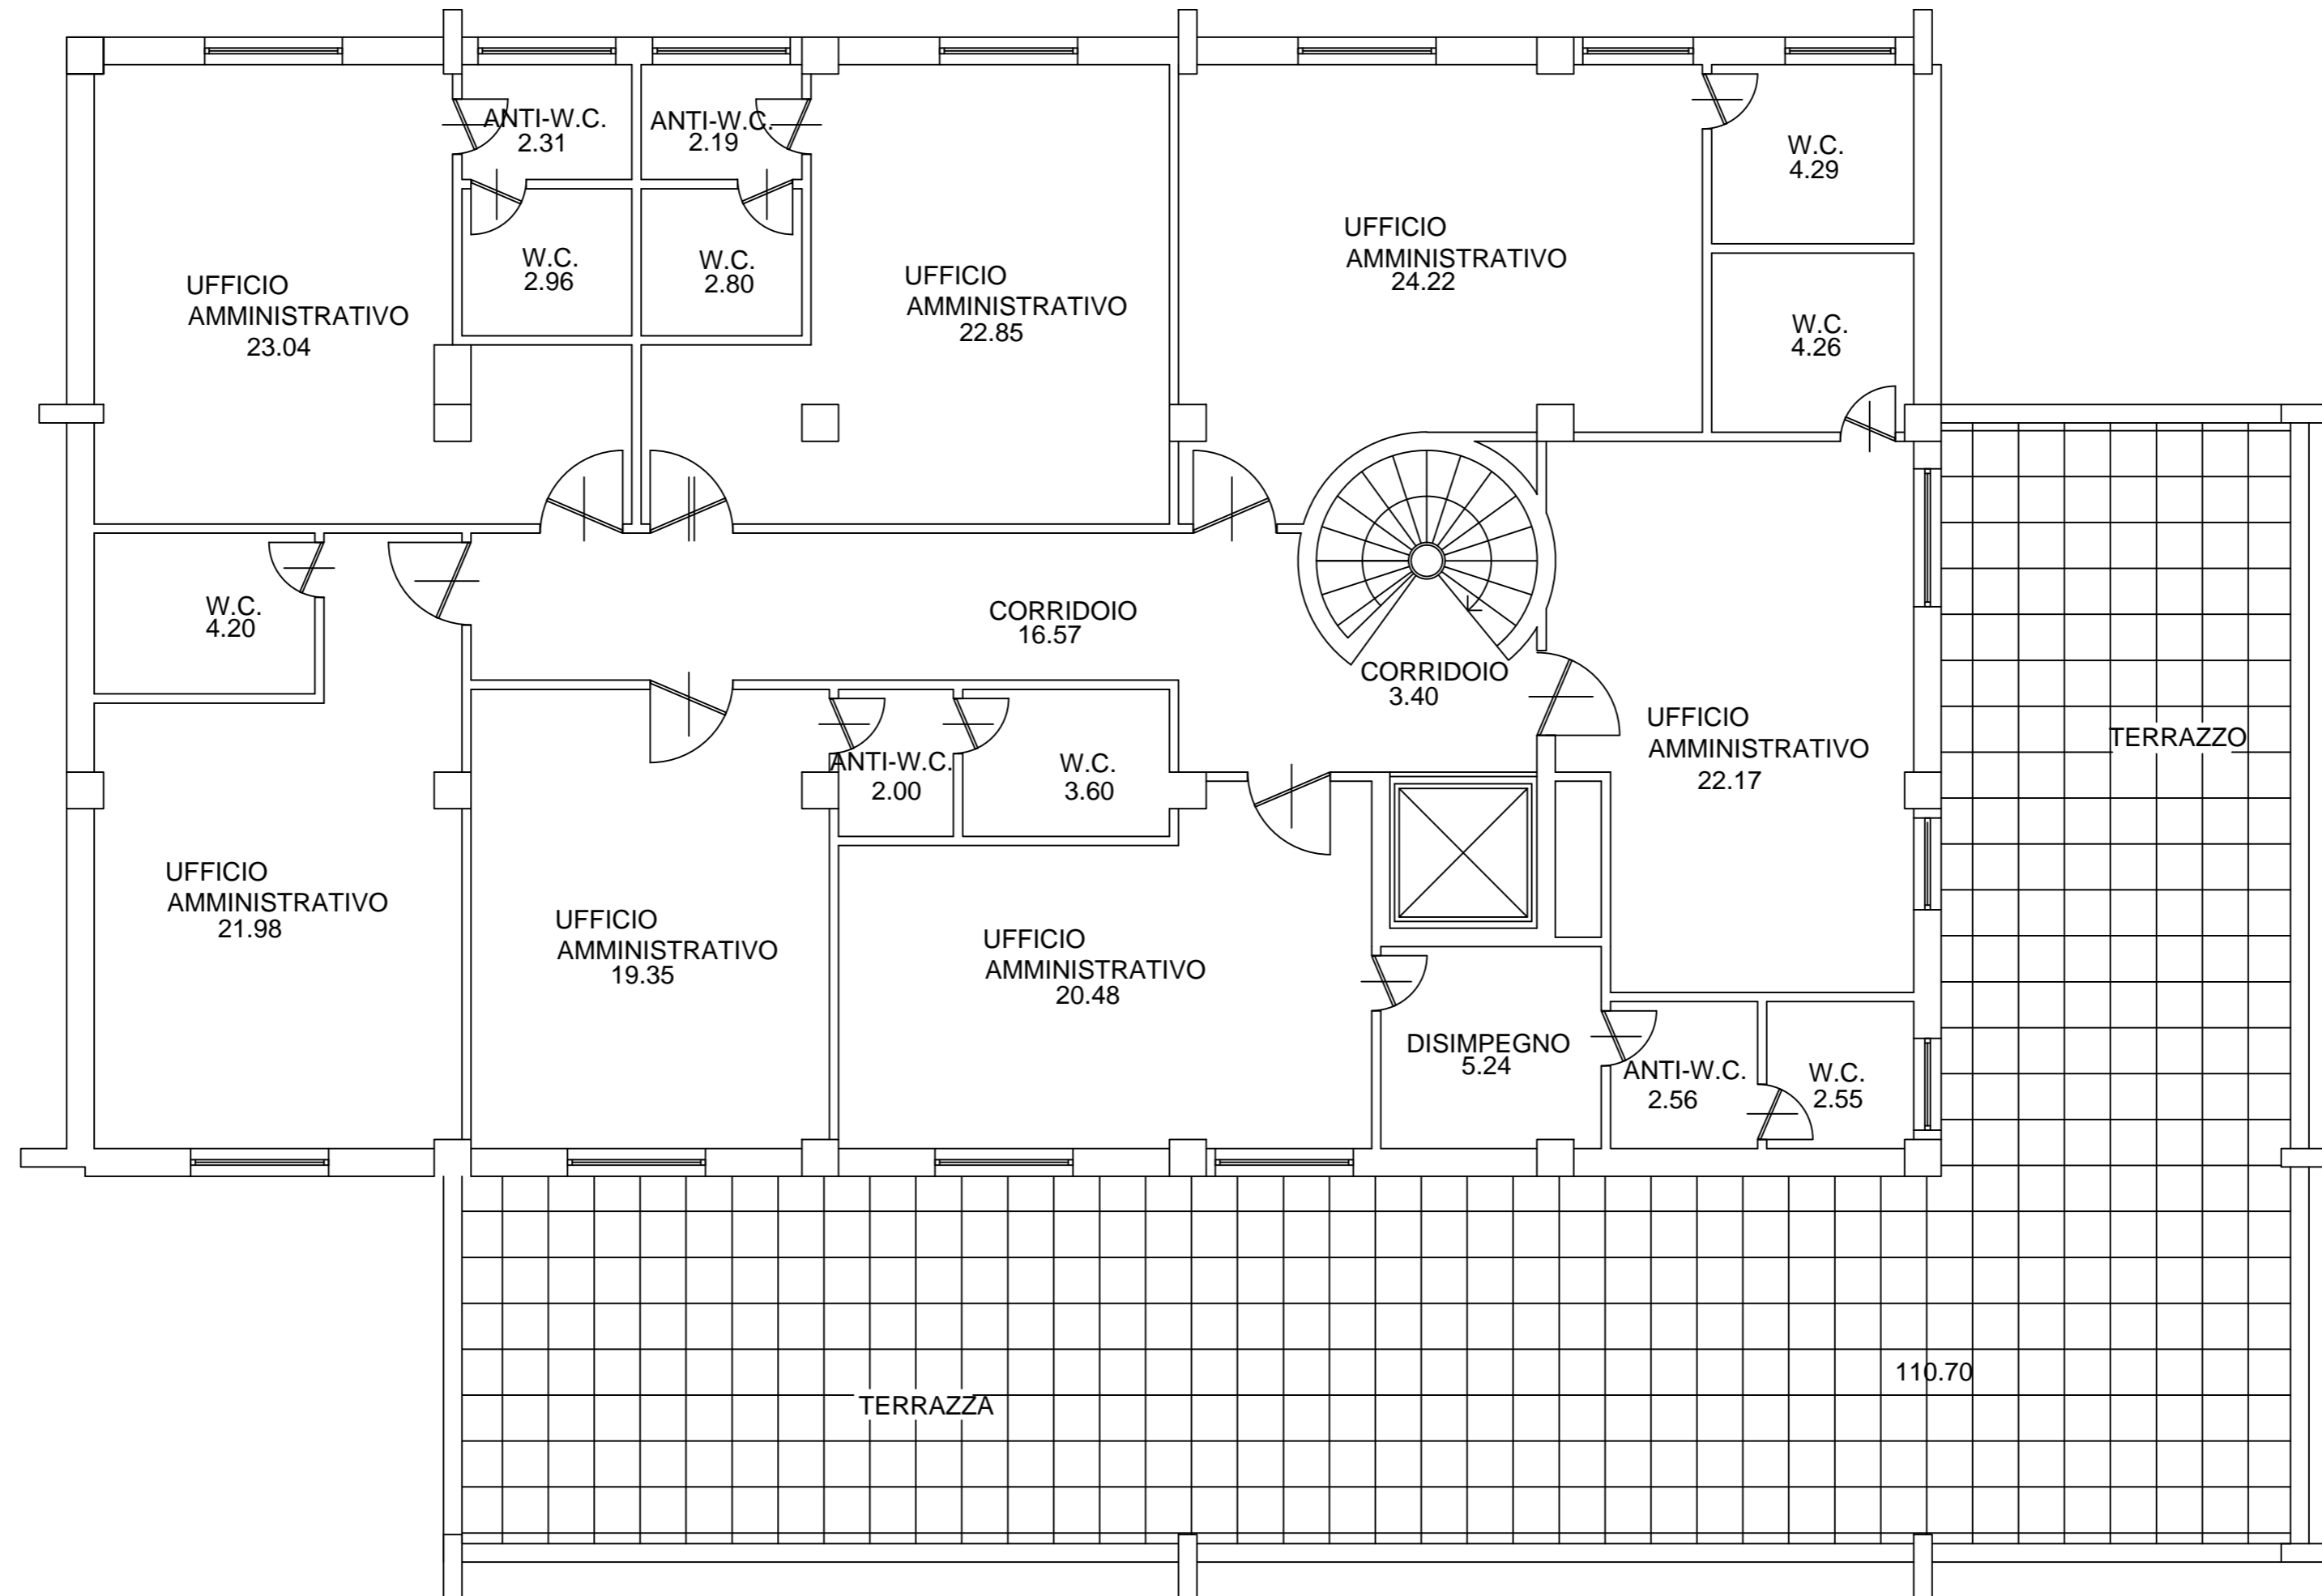 ANTI-W.C.
2.31
ANTI-W.C.
2.19
W.C.
4.29
UFFICIO
AMMINISTRATIVO
24.22
W.C.
2.96
W.C.
2.80
UFFICIO
AMMINISTRATIVO
23.04
UFFICIO
AMMINISTRATIVO
22.85
W.C.
4.26
W.C.
4.20
CORRIDOIO
16.57
CORRIDOIO
3.40
UFFICIO
AMMINISTRATIVO
22.17
TERRAZZO
ANTI-W.C.
2.00
W.C.
3.60
UFFICIO
AMMINISTRATIVO
21.98
UFFICIO
AMMINISTRATIVO
19.35
UFFICIO
AMMINISTRATIVO
20.48
DISIMPEGNO
5.24
ANTI-W.C.
2.56
W.C.
2.55
110.70
TERRAZZA